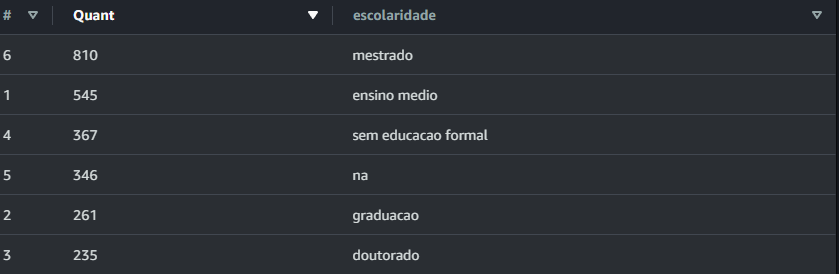 # Quant escolaridade
6 810 mestrado
1 545 ensino medio
4 367 sem educacao formal
5 346 na
2 261 graduacao
3 235 doutorado